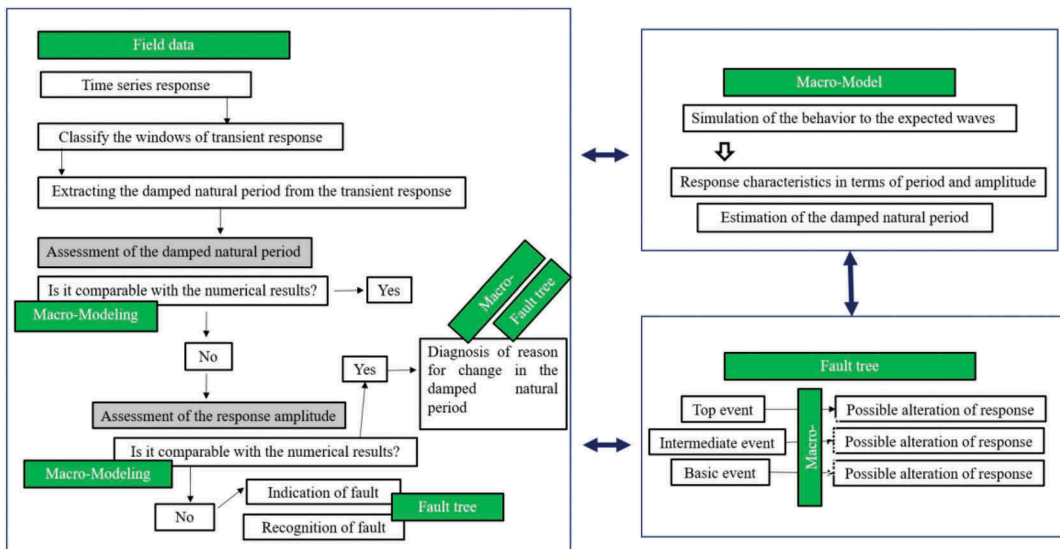 Field data
Time series response
Classify the windows of transient response
Extracting the damped natural period from the transient response
Assessment of the damped natural period
Is it comparable with the numerical results?
Yes
Macro-Modeling
No
Assessment of the response amplitude
Is it comparable with the numerical results?
Macro-Modeling
Yes
Macro-
Fault tree
Diagnosis of reason
for change in the
damped natural
period
No
Indication of fault
Recognition of fault
Fault tree
Macro-Model
Simulation of the behavior to the expected waves
Response characteristics in terms of period and amplitude
Estimation of the damped natural period
Fault tree
Top event
Intermediate event
Basic event
Macro-
Possible alteration of response
Possible alteration of response
Possible alteration of response